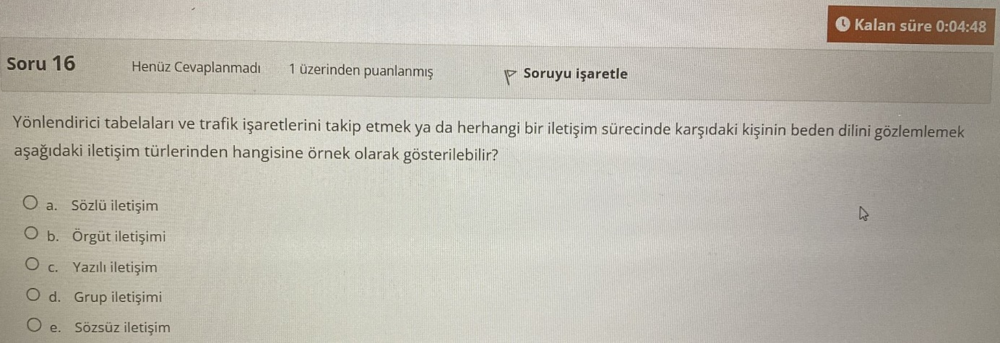 Kalan süre 0:04:48
Soru 16 Henüz Cevaplanmadı 1 üzerinden puanlanmış Soruyu işaretle
Yönlendirici tabelaları ve trafik işaretlerini takip etmek ya da herhangi bir iletişim sürecinde karşıdaki kişinin beden dilini gözlemlemek
aşağıdaki iletişim türlerinden hangisine örnek olarak gösterilebilir?
a. Sözlü iletişim
b. Örgüt iletişimi
c. Yazılı iletişim
d. Grup iletişimi
e. Sözsüz iletişim